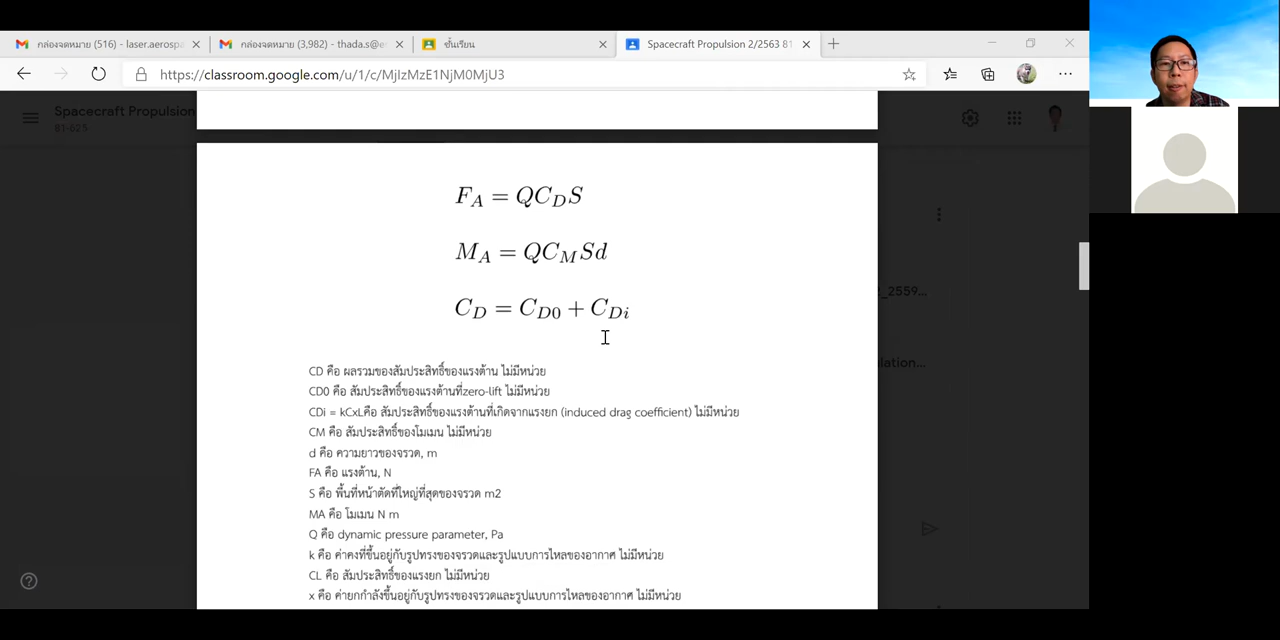 กล่องจดหมาย (516) - laser.aerospa
กล่องจดหมาย (3,982) - thada.s@e
ชั้นเรียน
Spacecraft Propulsion 2/2563 81
https://classroom.google.com/u/1/c/MjIzMzE1NjM0MjU3
Spacecraft Propulsion
81-625
F_A = QC_DS
M_A = QC_MSd
C_D = C_{D0} + C_{Di}
_2559...
ulation...
CD คือ ผลรวมของสัมประสิทธิ์ของแรงต้าน ไม่มีหน่วย
CD0 คือ สัมประสิทธิ์ของแรงต้านที่zero-lift ไม่มีหน่วย
CDi = kCxLคือ สัมประสิทธิ์ของแรงต้านที่เกิดจากแรงยก (induced drag coefficient) ไม่มีหน่วย
CM คือ สัมประสิทธิ์ของโมเมน ไม่มีหน่วย
d คือ ความยาวของจรวด, m
FA คือ แรงต้าน, N
S คือ พื้นที่หน้าตัดที่ใหญ่ที่สุดของจรวด m2
MA คือ โมเมน N m
Q คือ dynamic pressure parameter, Pa
k คือ ค่าคงที่ขึ้นอยู่กับรูปทรงของจรวดและรูปแบบการไหลของอากาศ ไม่มีหน่วย
CL คือ สัมประสิทธิ์ของแรงยก ไม่มีหน่วย
x คือ ค่ายกกำลังขึ้นอยู่กับรูปทรงของจรวดและรูปแบบการไหลของอากาศ ไม่มีหน่วย